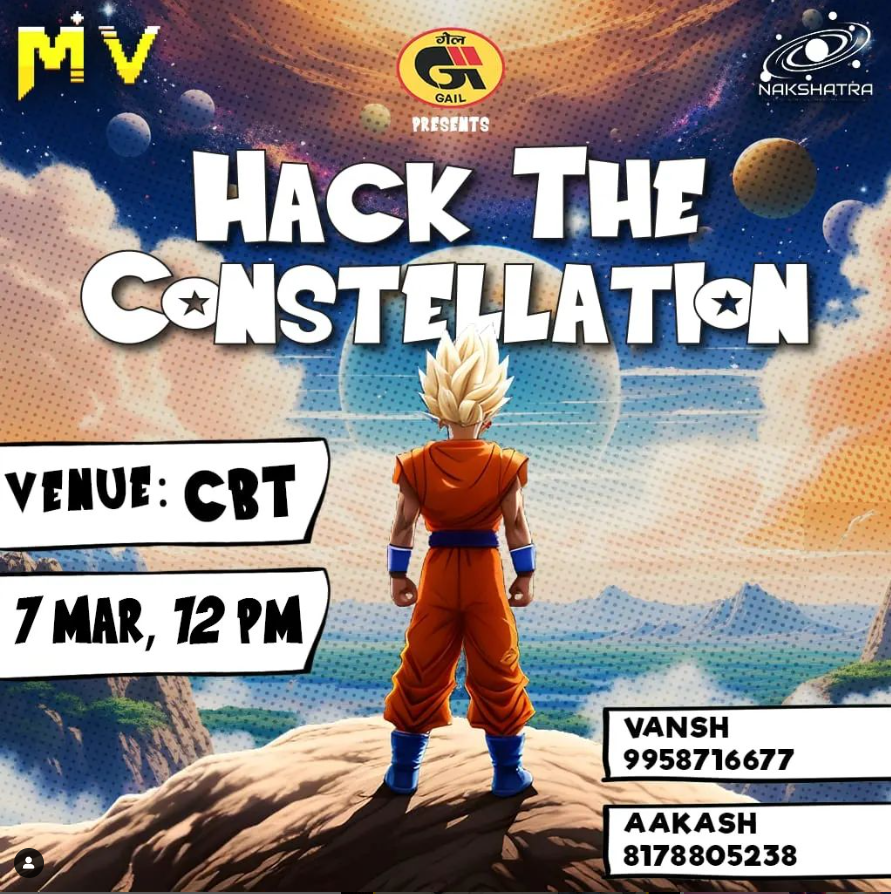 MV
गेल
GAIL
NAKSHATRA
PRESENTS
HACK THE
CONSTELLATION
VENUE: CBT
7 MAR, 12 PM
VANSH
9958716677
AAKASH
8178805238